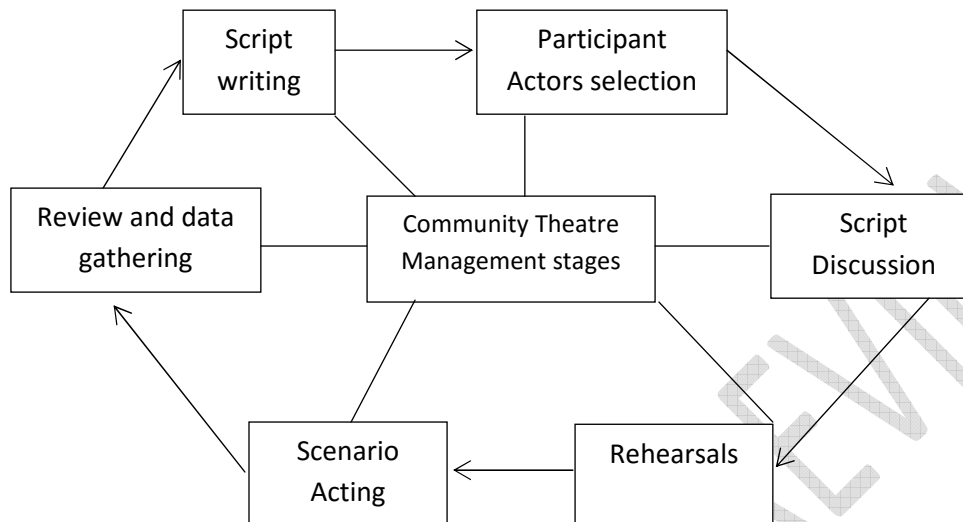 Script
writing
Participant
Actors selection
Review and data
gathering
Community Theatre
Management stages
Script
Discussion
Scenario
Acting
Rehearsals